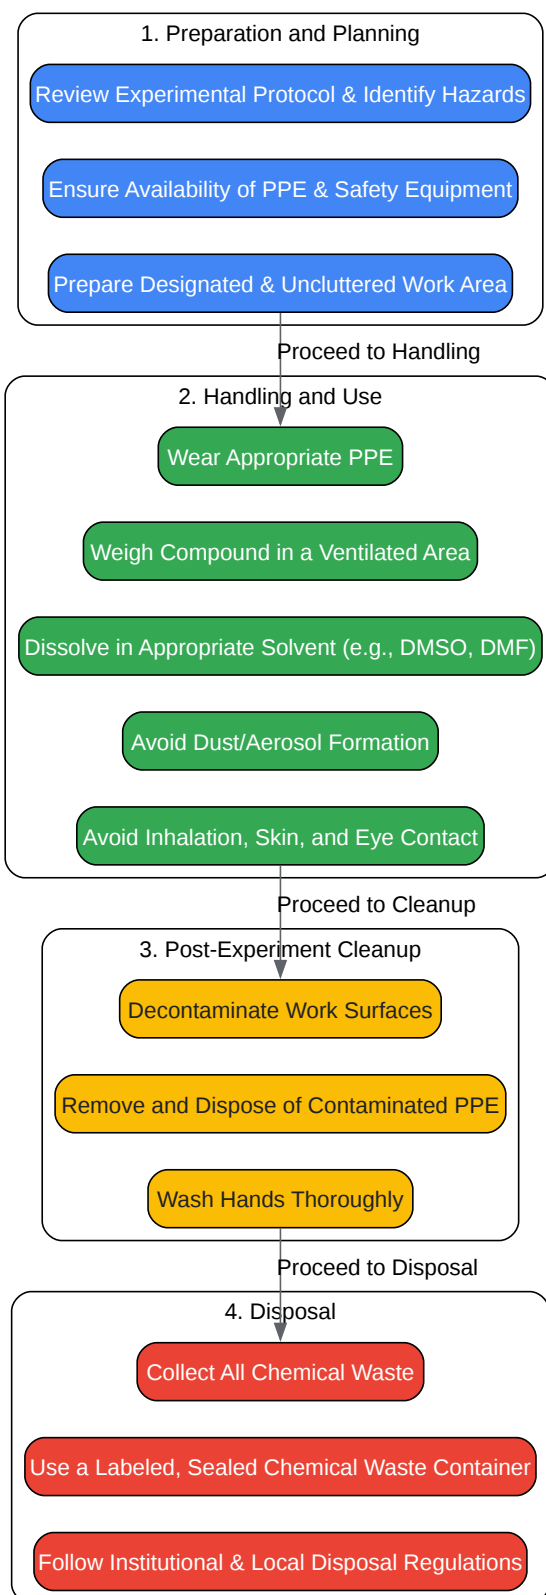 1. Preparation and Planning
Review Experimental Protocol & Identify Hazards
Ensure Availability of PPE & Safety Equipment
Prepare Designated & Uncluttered Work Area
Proceed to Handling
2. Handling and Use
Wear Appropriate PPE
Weigh Compound in a Ventilated Area
Dissolve in Appropriate Solvent (e.g., DMSO, DMF)
Avoid Dust/Aerosol Formation
Avoid Inhalation, Skin, and Eye Contact
Proceed to Cleanup
3. Post-Experiment Cleanup
Decontaminate Work Surfaces
Remove and Dispose of Contaminated PPE
Wash Hands Thoroughly
Proceed to Disposal
4. Disposal
Collect All Chemical Waste
Use a Labeled, Sealed Chemical Waste Container
Follow Institutional & Local Disposal Regulations